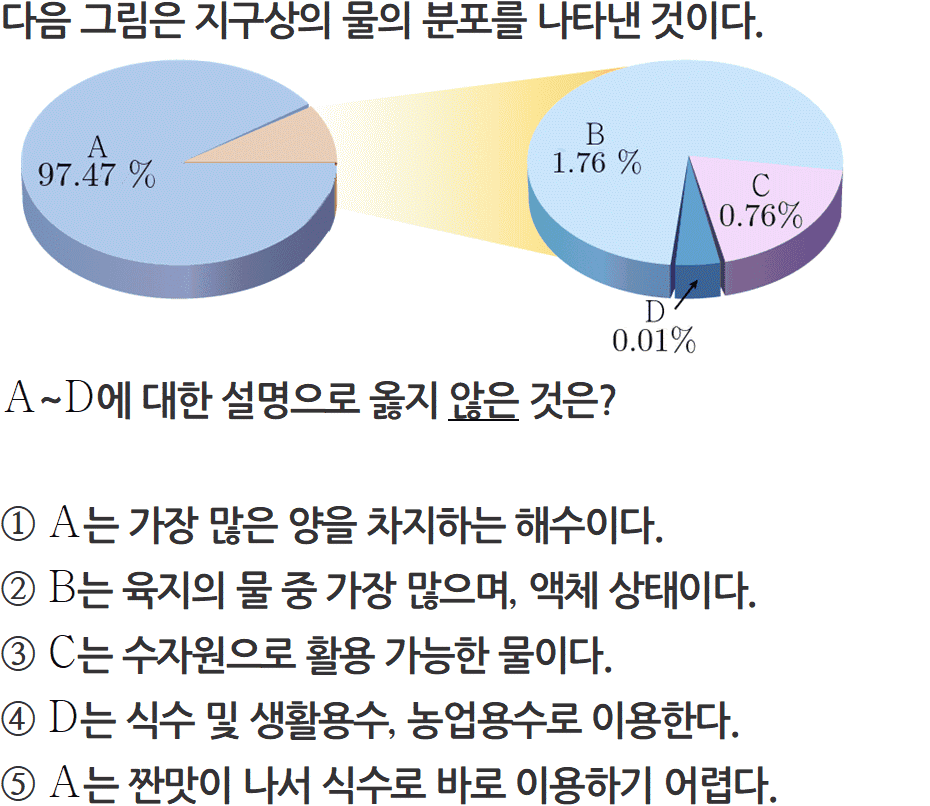 다음 그림은 지구상의 물의 분포를 나타낸 것이다.
A
97.47 %
B
1.76 %
C
0.76%
D
0.01%
A~D에 대한 설명으로 옳지 않은 것은?
① A는 가장 많은 양을 차지하는 해수이다.
② B는 육지의 물 중 가장 많으며, 액체 상태이다.
③ C는 수자원으로 활용 가능한 물이다.
④ D는 식수 및 생활용수, 농업용수로 이용한다.
⑤ A는 짠맛이 나서 식수로 바로 이용하기 어렵다.